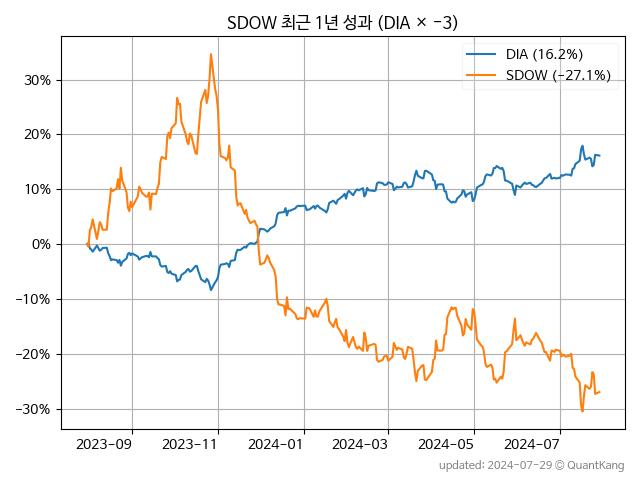 SDOW 최근 1년 성과 (DIA × -3)
DIA (16.2%)
SDOW (-27.1%)
30%
20%
10%
0%
-10%
-20%
-30%
2023-09 2023-11 2024-01 2024-03 2024-05 2024-07
updated: 2024-07-29 © QuantKang